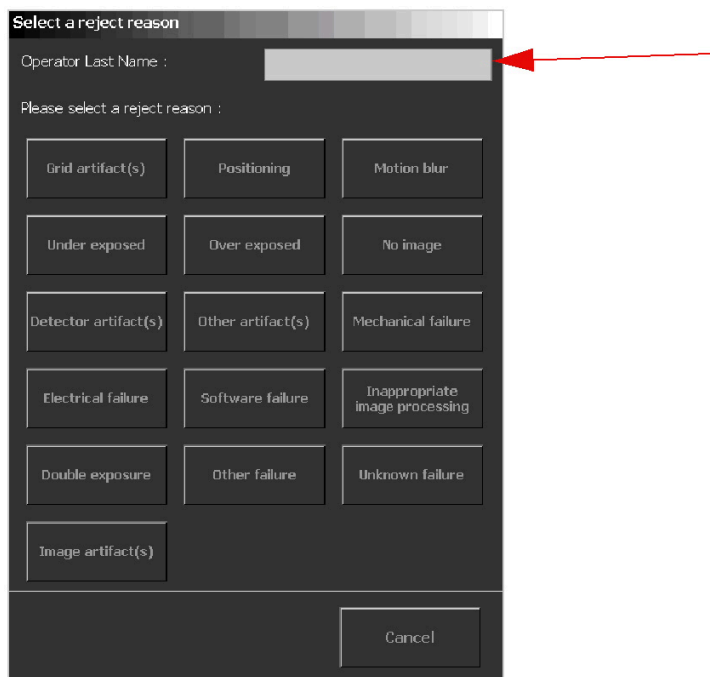 Select a reject reason
Operator Last Name :
Please select a reject reason :
Grid artifact(s)
Positioning
Motion blur
Under exposed
Over exposed
No image
Detector artifact(s)
Other artifact(s)
Mechanical failure
Electrical failure
Software failure
Inappropriate
image processing
Double exposure
Other failure
Unknown failure
Image artifact(s)
Cancel